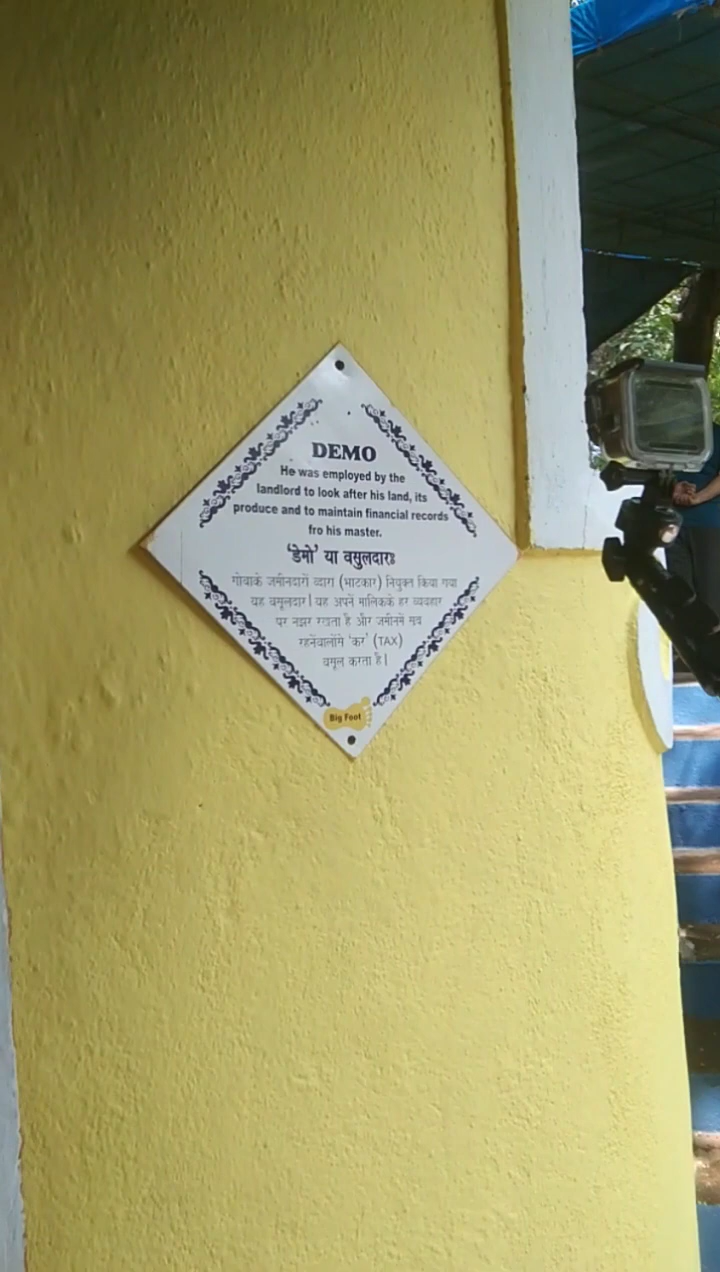 DEMO
He was employed by the
landlord to look after his land, its
produce and to maintain financial records
fro his master.
'डेमो' या वसुलदारः
गोवाके जमीनदारों व्दारा (भाटकार) नियुक्त किया गया
यह वसूलदार। यह अपने मालिकके हर व्यवहार
पर नझर रखता है और जमीनमें सब
रहनेंवालोंसे 'कर' (TAX)
वसूल करता है।
Big Foot